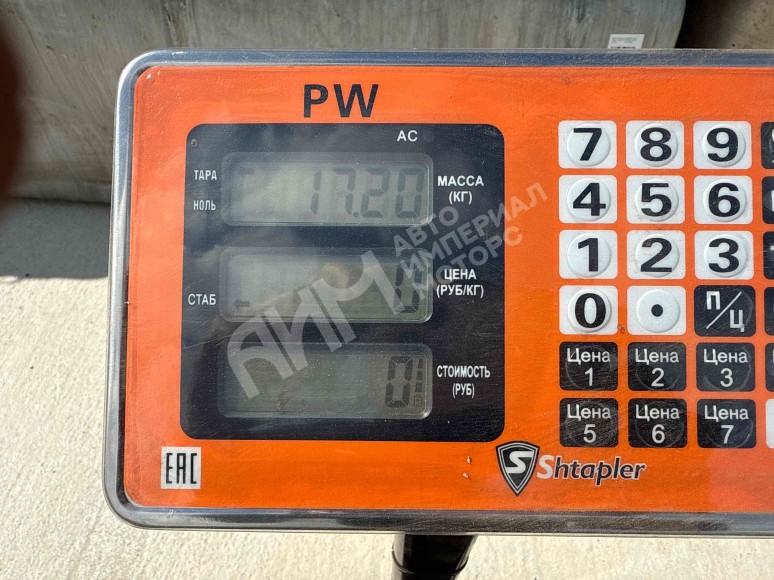 PW
AC
ТАРА
НОЛЬ
17.20
МАССА
(КГ)
СТАБ
0
ЦЕНА
(РУБ/КГ)
0
СТОИМОСТЬ
(РУБ)
АИМ
АВТО
ИМПЕРИАЛ
МОТОРС
7 8 9
4 5 6
1 2 3
0 • П/Ц
Цена 1 Цена 2 Цена 3
Цена 5 Цена 6 Цена 7
EAC
S Shtapler